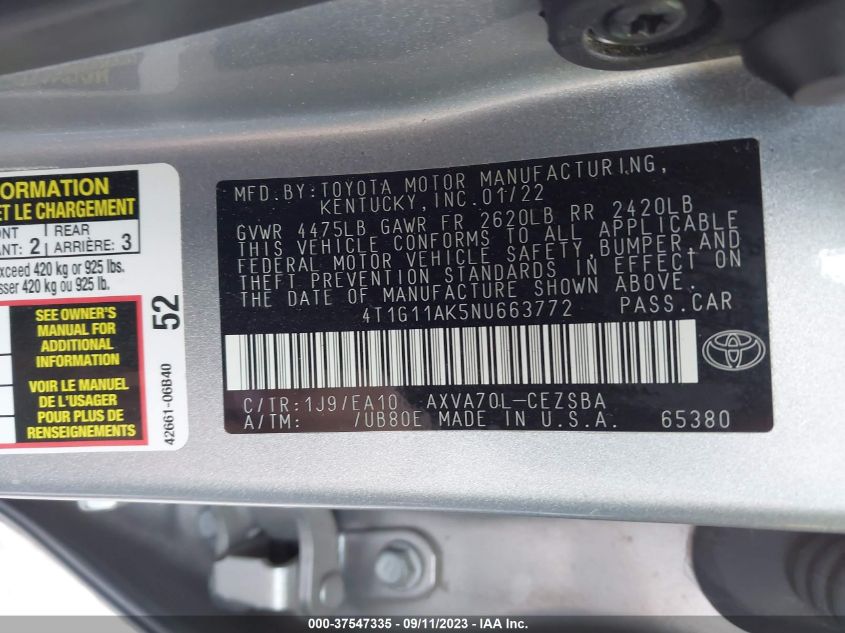 ORMATION
ET LE CHARGEMENT
REAR
ANT: 2 ARRIÈRE: 3
exceed 420 kg or 925 lbs.
sser 420 kg ou 925 lb.
SEE OWNER'S
MANUAL FOR
ADDITIONAL
INFORMATION
VOIR LE MANUEL
DE L'USAGER
POUR PLUS DE
RENSEIGNEMENTS
52
42661-06B40
MFD.BY:TOYOTA MOTOR MANUFACTURING,
KENTUCKY, INC.01/22
GVWR 4475LB GAWR FR 2620LB RR 2420LB
THIS VEHICLE CONFORMS TO ALL APPLICABLE
FEDERAL MOTOR VEHICLE SAFETY, BUMPER, AND
THEFT PREVENTION STANDARDS IN EFFECT ON
THE DATE OF MANUFACTURE SHOWN ABOVE.
4T1G11AK5NU663772 PASS.CAR
C/TR:1J9/EA10 AXVA70L-CEZSBA
A/TM: /UB80E MADE IN U.S.A. 65380
000-37547335 - 09/11/2023 - IAA Inc.